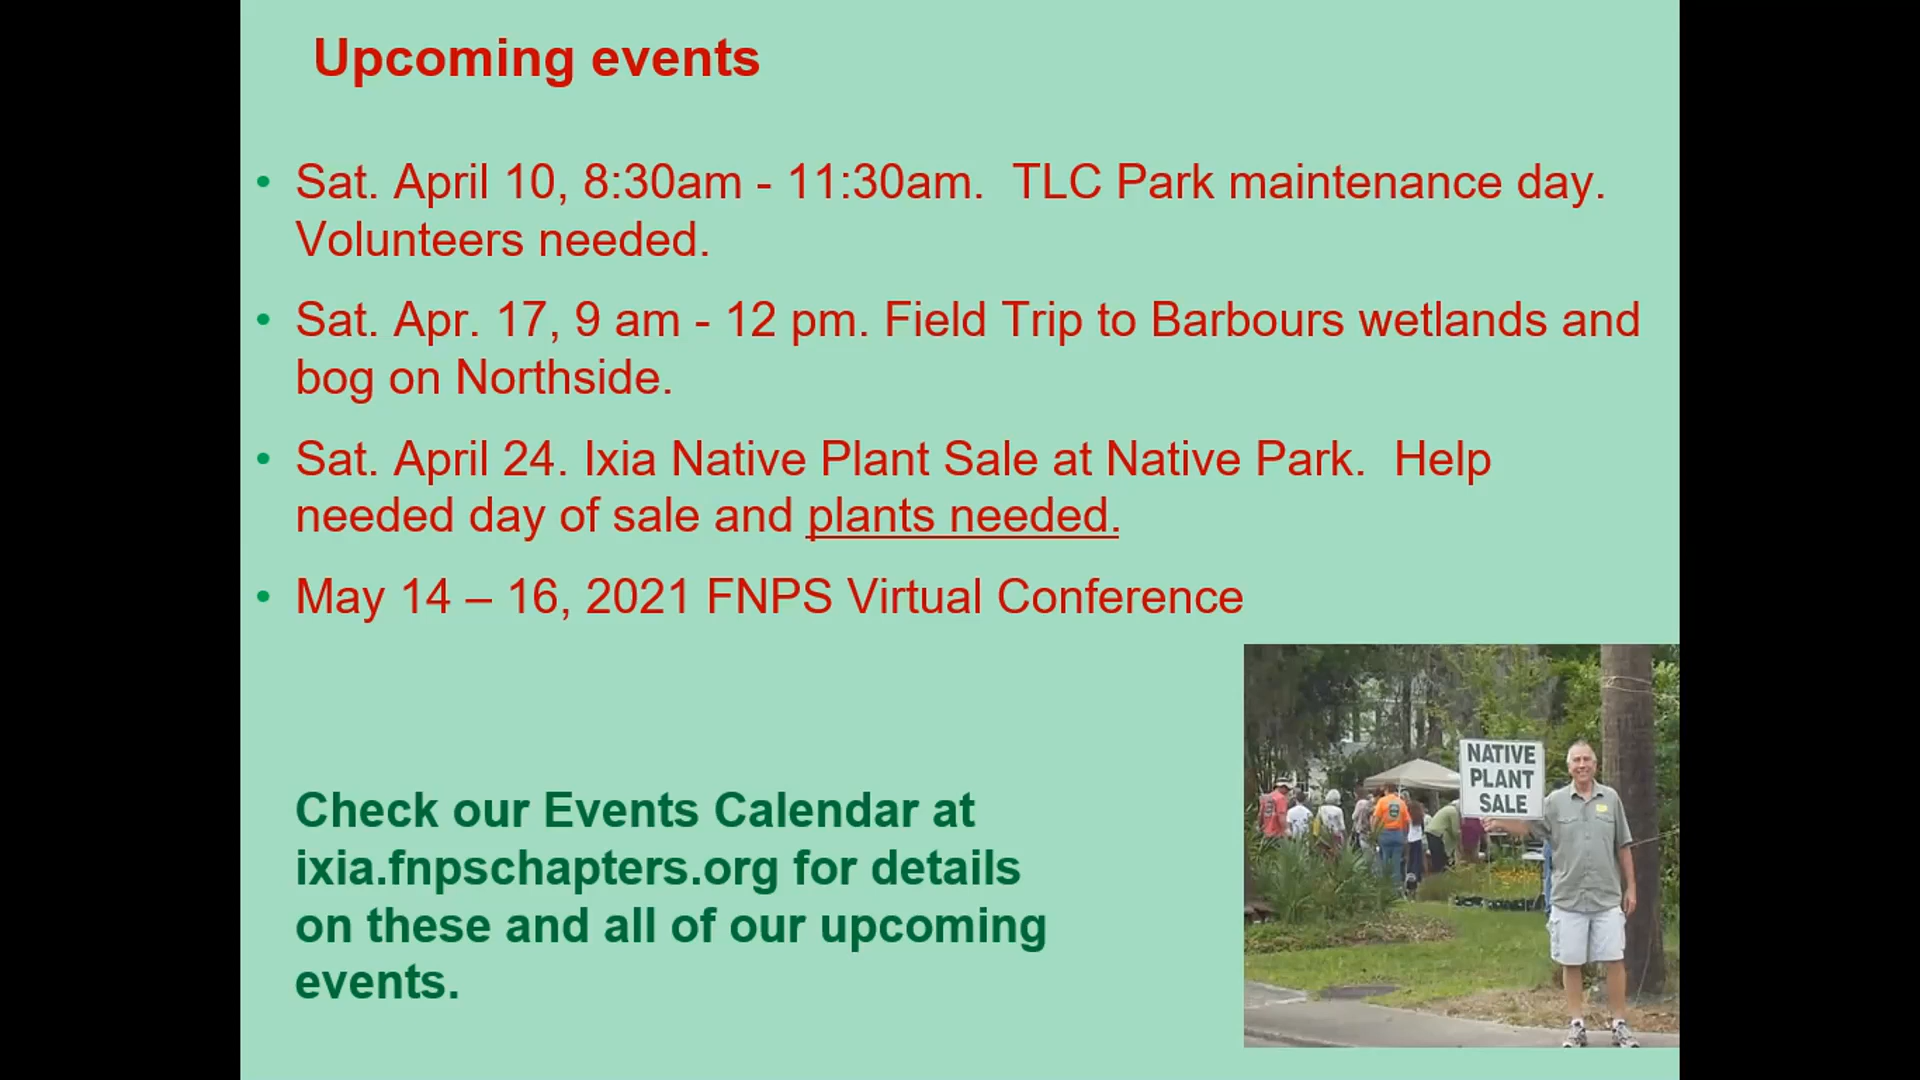 Upcoming events
• Sat. April 10, 8:30am - 11:30am.  TLC Park maintenance day.
Volunteers needed.
• Sat. Apr. 17, 9 am - 12 pm. Field Trip to Barbours wetlands and
bog on Northside.
• Sat. April 24. Ixia Native Plant Sale at Native Park.  Help
needed day of sale and plants needed.
• May 14 – 16, 2021 FNPS Virtual Conference
Check our Events Calendar at
ixia.fnpschapters.org for details
on these and all of our upcoming
events.
NATIVE
PLANT
SALE